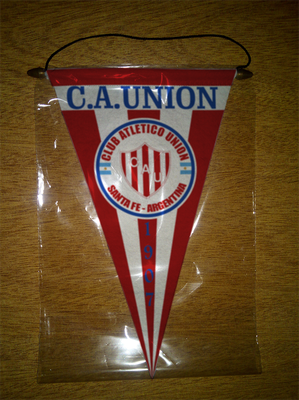 C.A.UNION
CLUB ATLETICO UNION
CAU
SANTA FE - ARGENTINA
1907